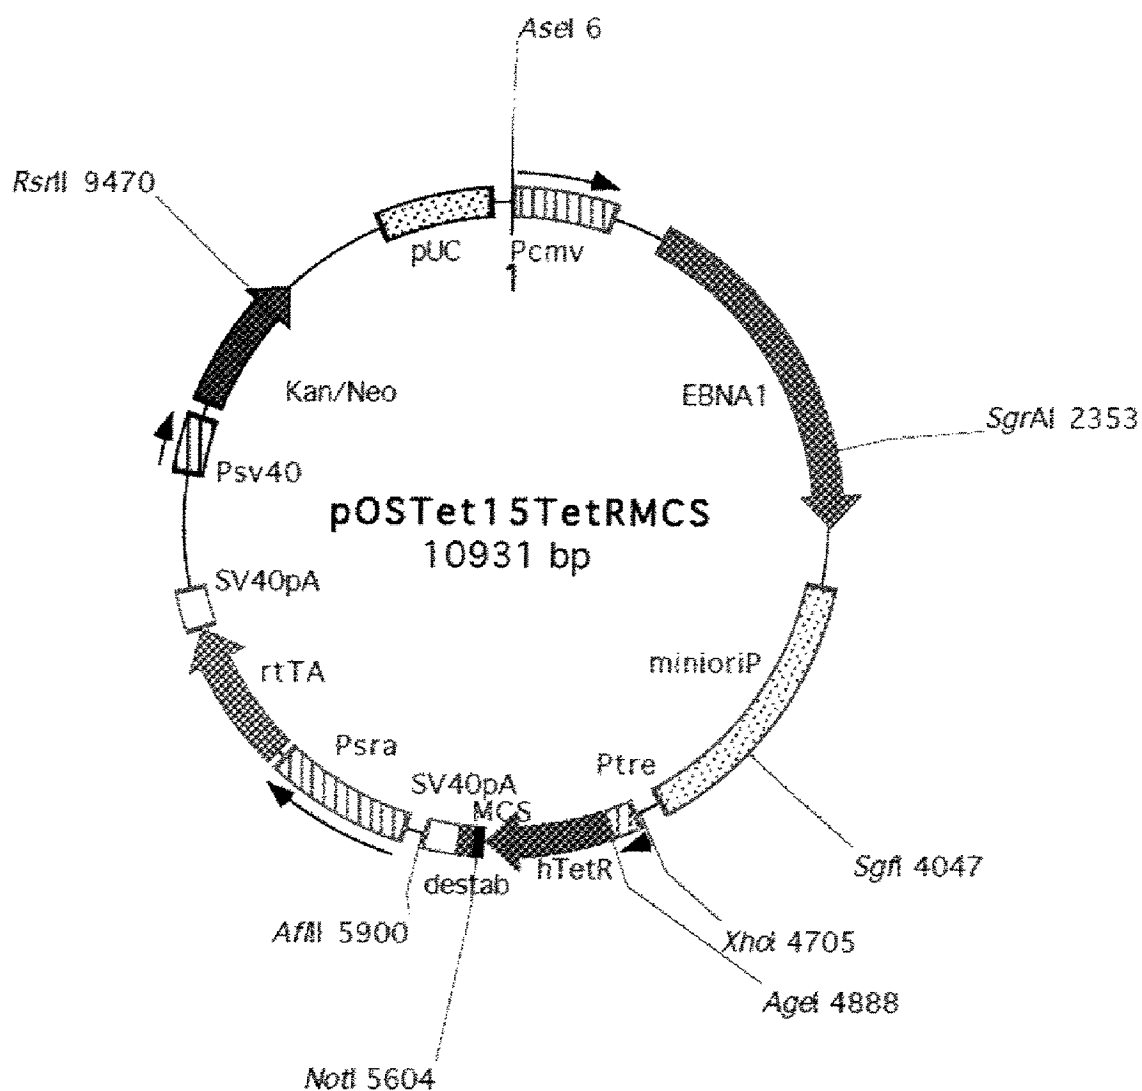 AseI 6
RsrII 9470
pUC
Pcmv
1
Kan/Neo
EBNA1
SgrAI 2353
Psv40
pOSTet15TetRMCS
10931 bp
SV40pA
minioriP
rtTA
Psra
Ptre
SV40pA
MCS
hTetR
destab
SgfI 4047
AflII 5900
XhoI 4705
AgeI 4888
NotI 5604